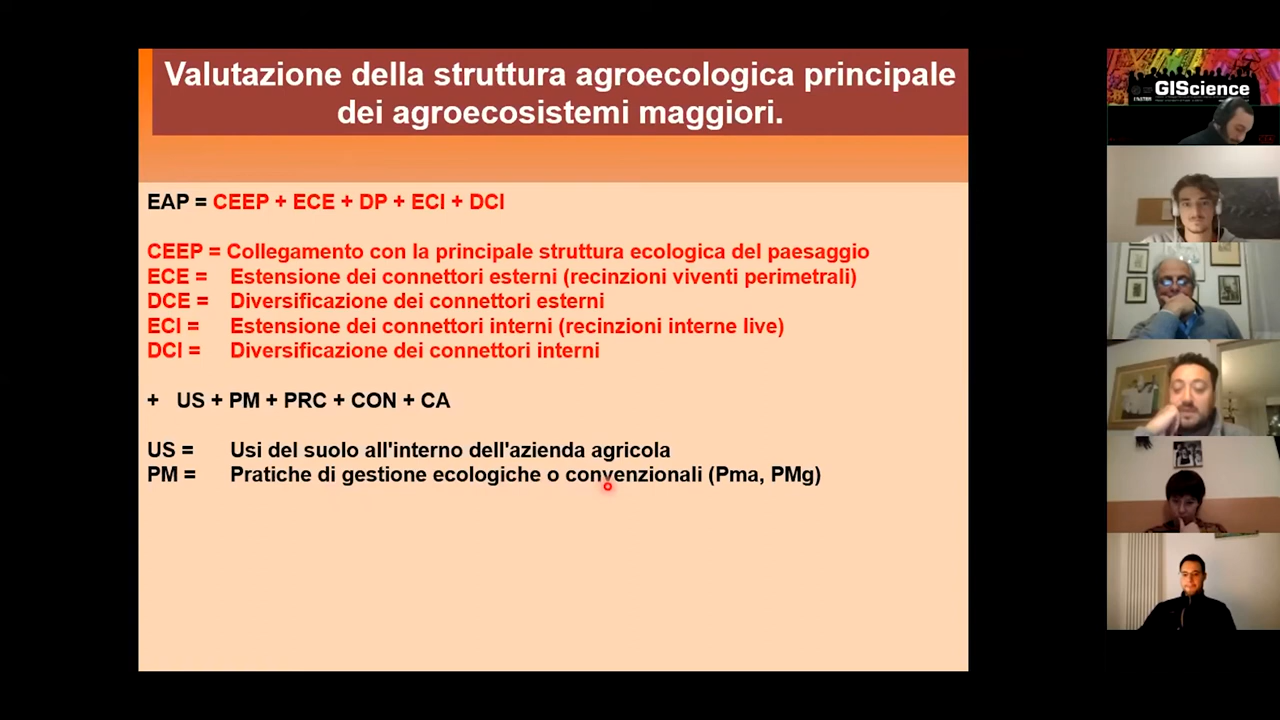 Valutazione della struttura agroecologica principale
dei agroecosistemi maggiori.
EAP = CEEP + ECE + DP + ECI + DCI
CEEP = Collegamento con la principale struttura ecologica del paesaggio
ECE = Estensione dei connettori esterni (recinzioni viventi perimetrali)
DCE = Diversificazione dei connettori esterni
ECI = Estensione dei connettori interni (recinzioni interne live)
DCI = Diversificazione dei connettori interni
+ US + PM + PRC + CON + CA
US = Usi del suolo all'interno dell'azienda agricola
PM = Pratiche di gestione ecologiche o convenzionali (Pma, PMg)
GIScience